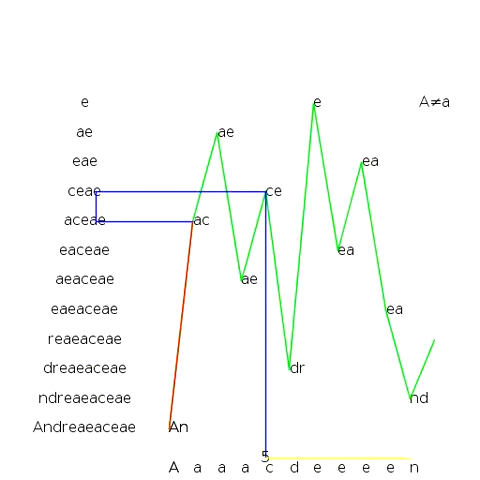 e e A≠a
ae ae
eae ea
ceae ce
aceae ac
eaceae ea
aeaceae ae
eaeaceae ea
reaeaceae
dreaeaceae dr
ndreaeaceae nd
Andreaeaceae An
5
A a a a c d e e e e n